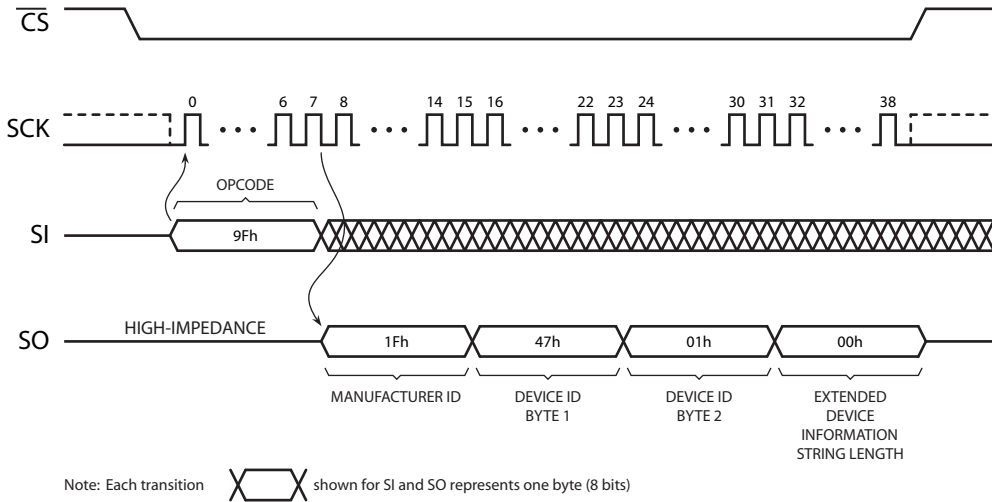 CS
0 6 7 8 14 15 16 22 23 24 30 31 32 38
SCK
OPCODE
SI
9Fh
HIGH-IMPEDANCE
SO
1Fh 47h 01h 00h
MANUFACTURER ID
DEVICE ID
BYTE 1
DEVICE ID
BYTE 2
EXTENDED
DEVICE
INFORMATION
STRING LENGTH
Note: Each transition shown for SI and SO represents one byte (8 bits)